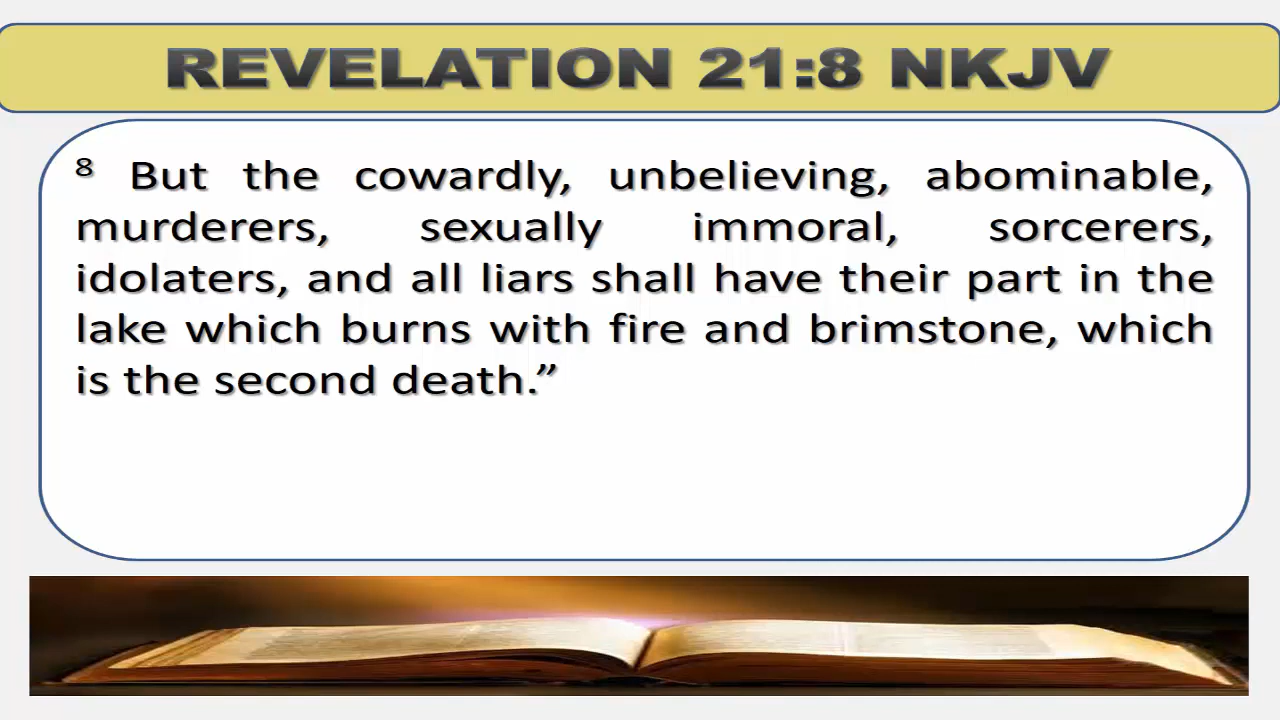 REVELATION 21:8 NKJV
8 But the cowardly, unbelieving, abominable,
murderers, sexually immoral, sorcerers,
idolaters, and all liars shall have their part in the
lake which burns with fire and brimstone, which
is the second death.”